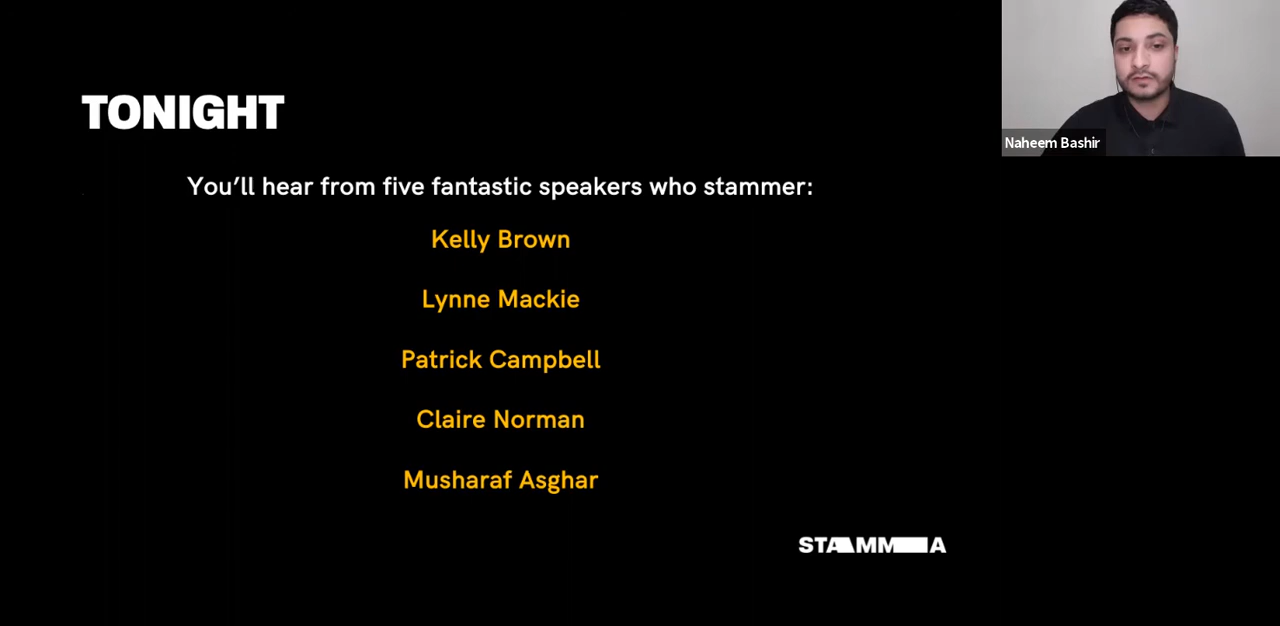 TONIGHT
You'll hear from five fantastic speakers who stammer:
Kelly Brown
Lynne Mackie
Patrick Campbell
Claire Norman
Musharaf Asghar
STAMMA
Naheem Bashir